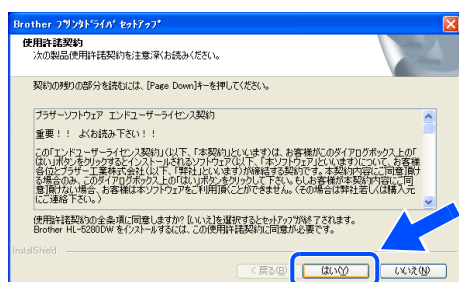 Brother プリンタドライバ セットアップ
使用許諾契約
次の製品使用許諾契約を注意深くお読みください。
契約の残りの部分を読むには、[Page Down]キーを押してください。
ブラザーソフトウェア エンドユーザーライセンス契約
重要!! よくお読み下さい!!
この「エンドユーザーライセンス契約」(以下、「本契約」といいます)は、お客様がこのダイアログボックス上の「
はい」ボタンをクリックするとインストールされるソフトウェア(以下、「本ソフトウェア」といいます)について、お客様
各位とブラザー工業株式会社(以下、「弊社」といいます)が締結する契約です。本契約内容にご同意頂け
る場合のみ、このダイアログボックス上の「はい」ボタンをクリックして下さい。もしお客様が本契約内容にご同
意頂けない場合、お客様は本ソフトウェアをご利用頂くことができません。(その場合は弊社若しくは購入元
にご連絡下さい。)
使用許諾契約の全条項に同意しますか? [いいえ]を選択するとセットアップが終了されます。
Brother HL-5280DW をインストールするには、この使用許諾契約に同意が必要です。
InstallShield
< 戻る(B)
はい(Y)
いいえ(N)